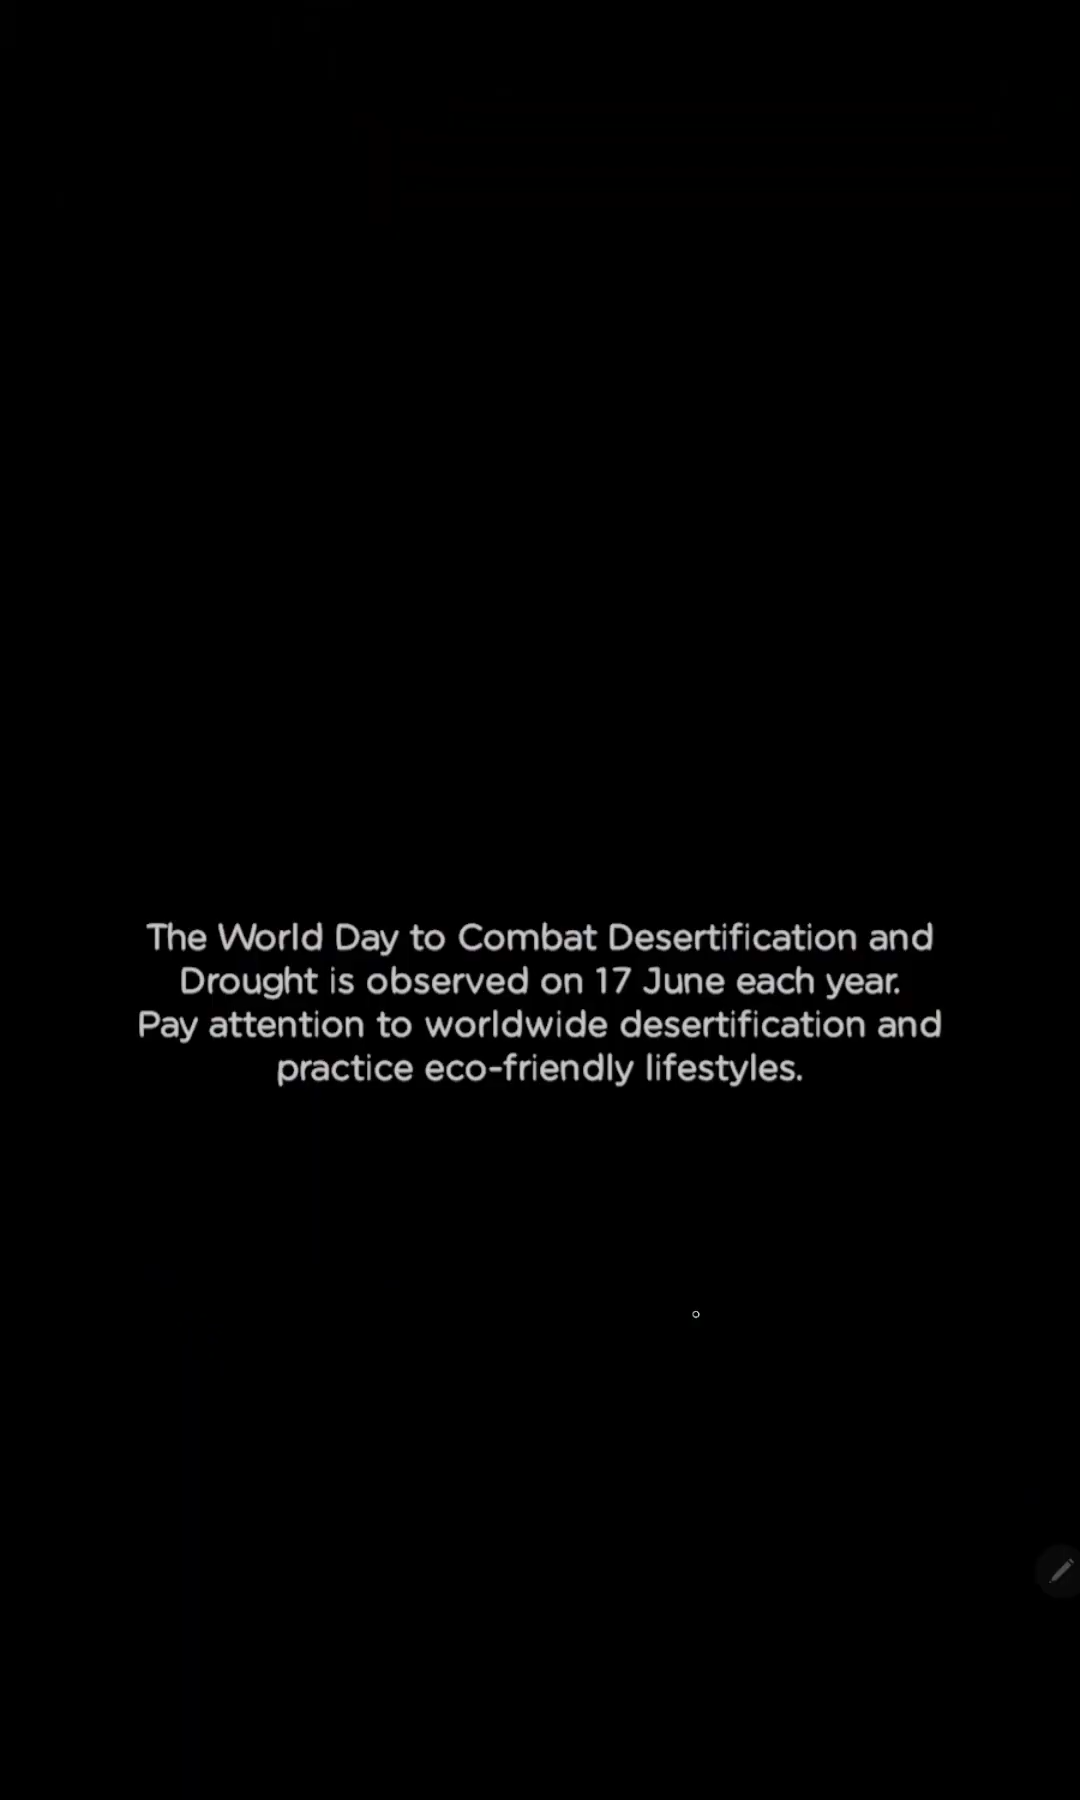 The World Day to Combat Desertification and
Drought is observed on 17 June each year.
Pay attention to worldwide desertification and
practice eco-friendly lifestyles.